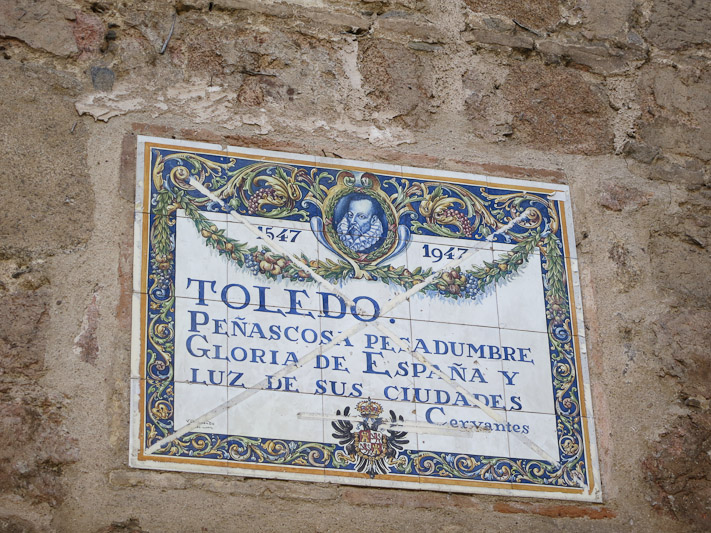 1547 1947
TOLEDO.
PEÑASCOSA PESADUMBRE
GLORIA DE ESPAÑA Y
LUZ DE SUS CIUDADES
Cervantes